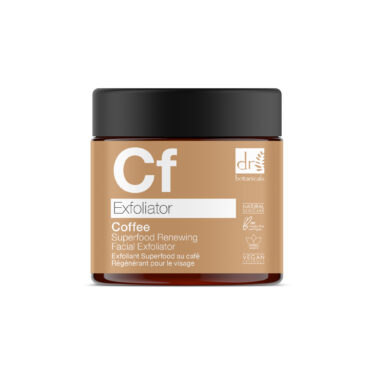 Cf
Exfoliator
Coffee
Superfood Renewing
Facial Exfoliator
Exfoliant Superfood au café
Régénérant pour le visage
dr
botanicals
NATURAL
VEGAN